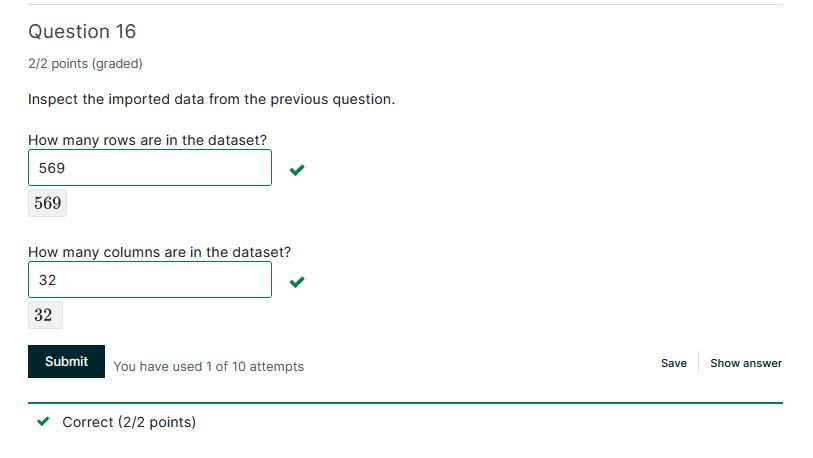 Question 16
2/2 points (graded)
Inspect the imported data from the previous question.
How many rows are in the dataset?
569
569
How many columns are in the dataset?
32
32
Submit
You have used 1 of 10 attempts
Save
Show answer
Correct (2/2 points)